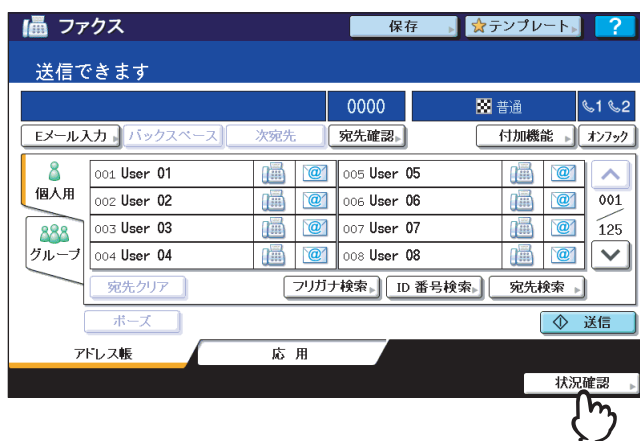 ファクス 保存 テンプレート ?
送信できます
0000 普通 1 2
Eメール入力 バックスペース 次宛先 宛先確認 付加機能 オンフック
個人用
グループ
001 User 01 005 User 05
002 User 02 006 User 06
003 User 03 007 User 07
004 User 04 008 User 08
001
125
宛先クリア フリガナ検索 ID 番号検索 宛先検索
ポーズ 送信
アドレス帳 応 用
状況確認